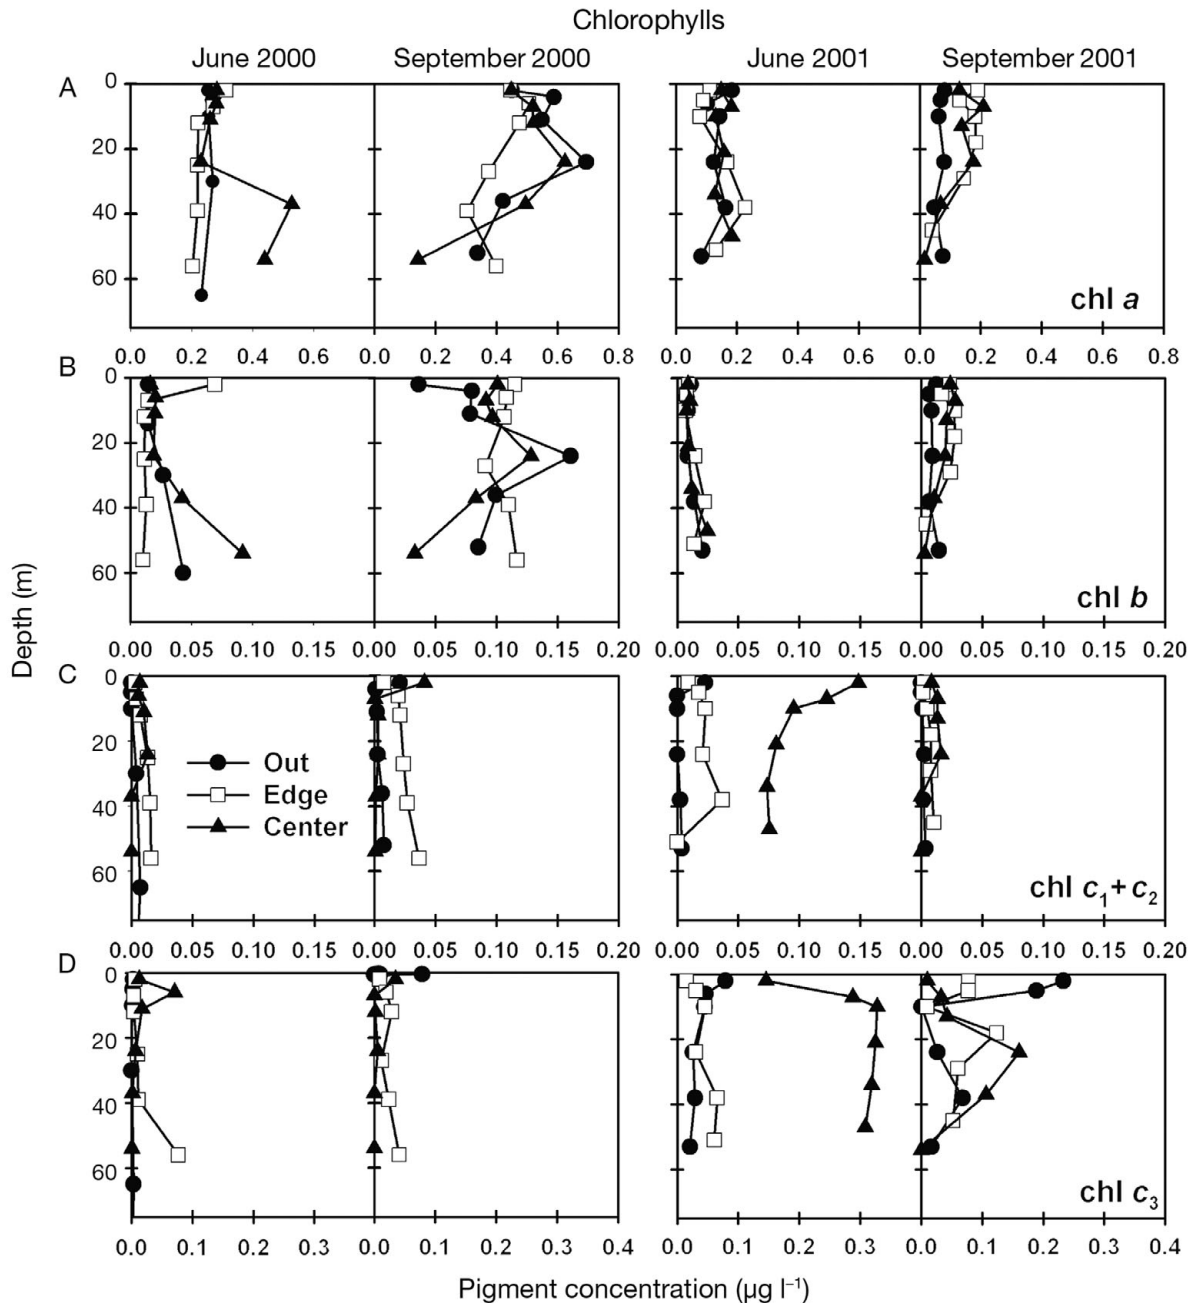 Chlorophylls
June 2000 September 2000 June 2001 September 2001
A
0
20
40
60
chl a
0.0 0.2 0.4 0.6 0.0 0.2 0.4 0.6 0.8 0.0 0.2 0.4 0.6 0.0 0.2 0.4 0.6 0.8
B
0
20
40
60
chl b
0.00 0.05 0.10 0.15 0.00 0.05 0.10 0.15 0.20 0.00 0.05 0.10 0.15 0.00 0.05 0.10 0.15 0.20
Depth (m)
C
0
20
40
60
Out
Edge
Center
chl c₁+c₂
0.00 0.05 0.10 0.15 0.00 0.05 0.10 0.15 0.20 0.00 0.05 0.10 0.15 0.00 0.05 0.10 0.15 0.20
D
0
20
40
60
chl c₃
0.0 0.1 0.2 0.3 0.0 0.1 0.2 0.3 0.4 0.0 0.1 0.2 0.3 0.0 0.1 0.2 0.3 0.4
Pigment concentration (µg l⁻¹)